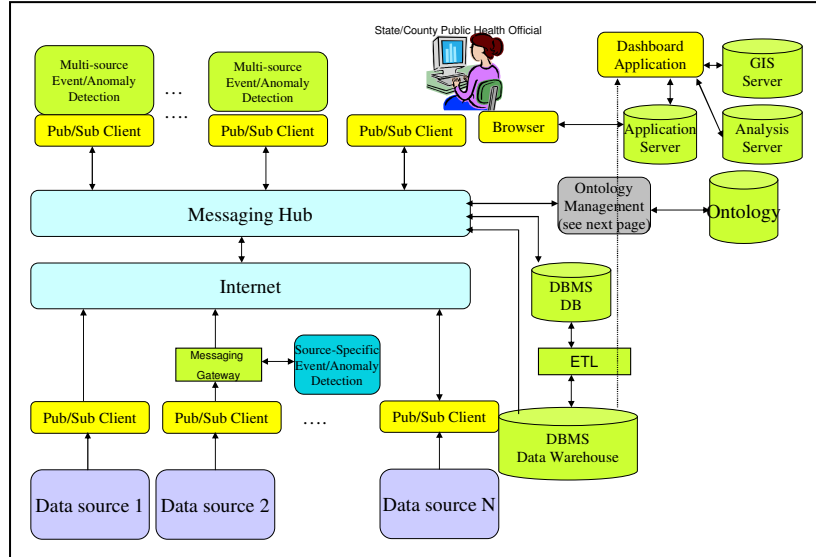 State/County Public Health Official
Multi-source
Event/Anomaly
Detection
…
….
Multi-source
Event/Anomaly
Detection
Dashboard
Application
GIS
Server
Pub/Sub Client
Pub/Sub Client
Pub/Sub Client
Browser
Application
Server
Analysis
Server
Messaging Hub
Ontology
Management
(see next page)
Ontology
Internet
DBMS
DB
Messaging
Gateway
Source-Specific
Event/Anomaly
Detection
ETL
Pub/Sub Client
Pub/Sub Client
….
Pub/Sub Client
DBMS
Data Warehouse
Data source 1
Data source 2
Data source N